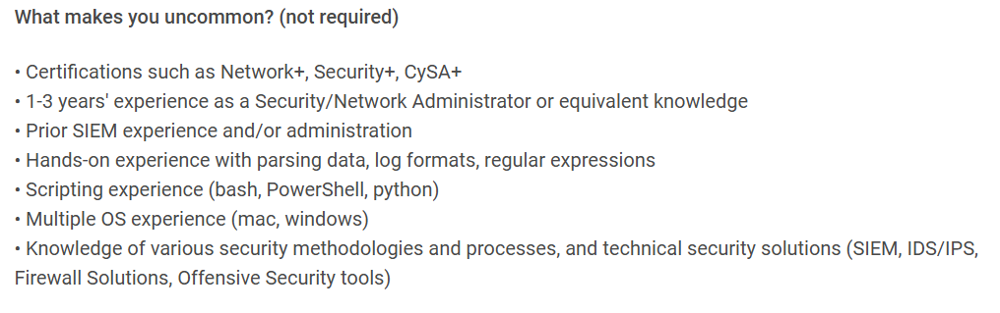 What makes you uncommon? (not required)
• Certifications such as Network+, Security+, CySA+
• 1-3 years' experience as a Security/Network Administrator or equivalent knowledge
• Prior SIEM experience and/or administration
• Hands-on experience with parsing data, log formats, regular expressions
• Scripting experience (bash, PowerShell, python)
• Multiple OS experience (mac, windows)
• Knowledge of various security methodologies and processes, and technical security solutions (SIEM, IDS/IPS,
Firewall Solutions, Offensive Security tools)